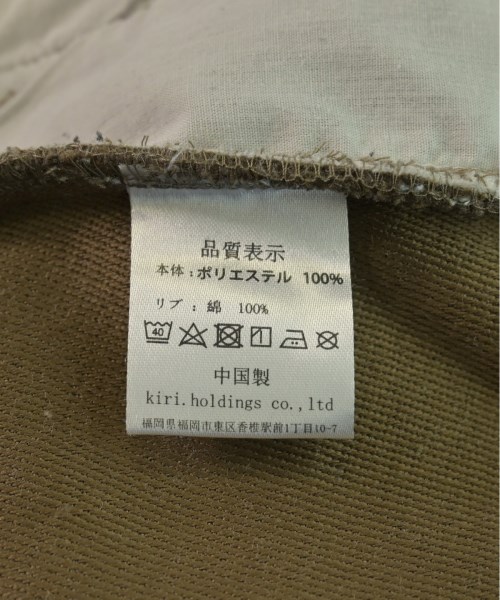 品質表示
本体：ポリエステル 100%
リブ：綿 100%
40
中国製
kiri.holdings co.,ltd
福岡県福岡市東区香椎駅前1丁目10-7